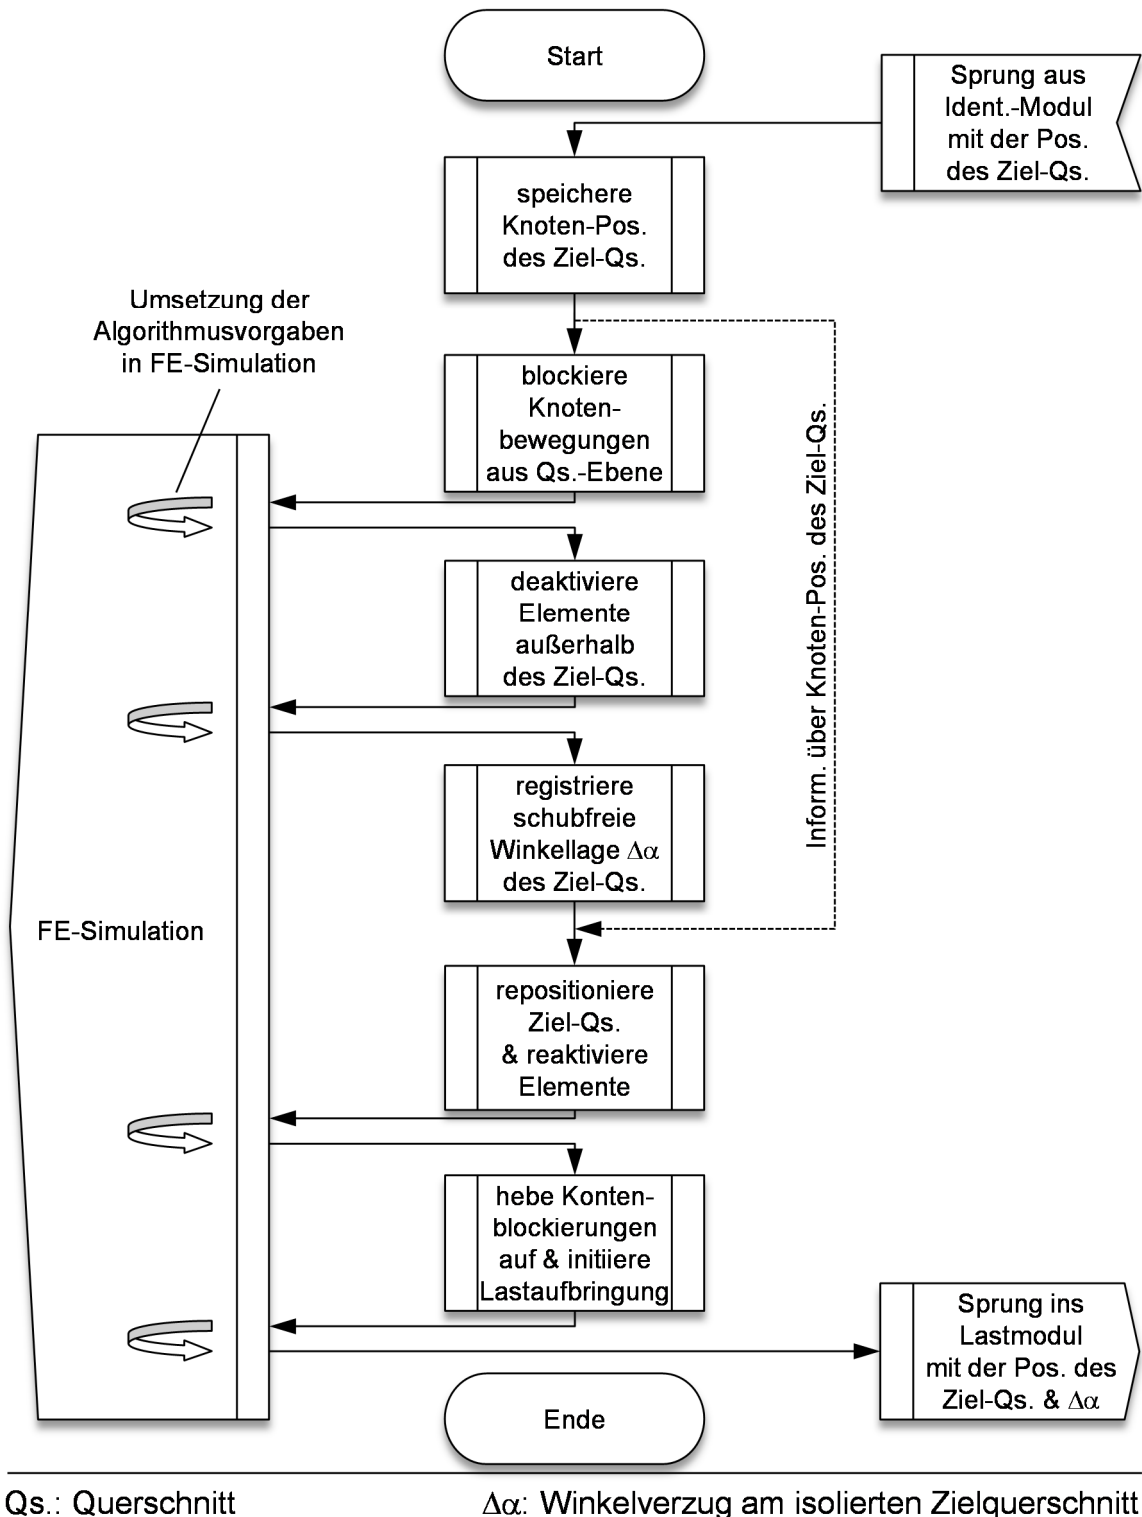 Start
Sprung aus
Ident.-Modul
mit der Pos.
des Ziel-Qs.
speichere
Knoten-Pos.
des Ziel-Qs.
Umsetzung der
Algorithmusvorgaben
in FE-Simulation
blockiere
Knoten-
bewegungen
aus Qs.-Ebene
Inform. über Knoten-Pos. des Ziel-Qs.
deaktiviere
Elemente
außerhalb
des Ziel-Qs.
registriere
schubfreie
Winkellage Δα
des Ziel-Qs.
FE-Simulation
repositioniere
Ziel-Qs.
& reaktiviere
Elemente
hebe Konten-
blockierungen
auf & initiiere
Lastaufbringung
Sprung ins
Lastmodul
mit der Pos. des
Ziel-Qs. & Δα
Ende
Qs.: Querschnitt
Δα: Winkelverzug am isolierten Zielquerschnitt